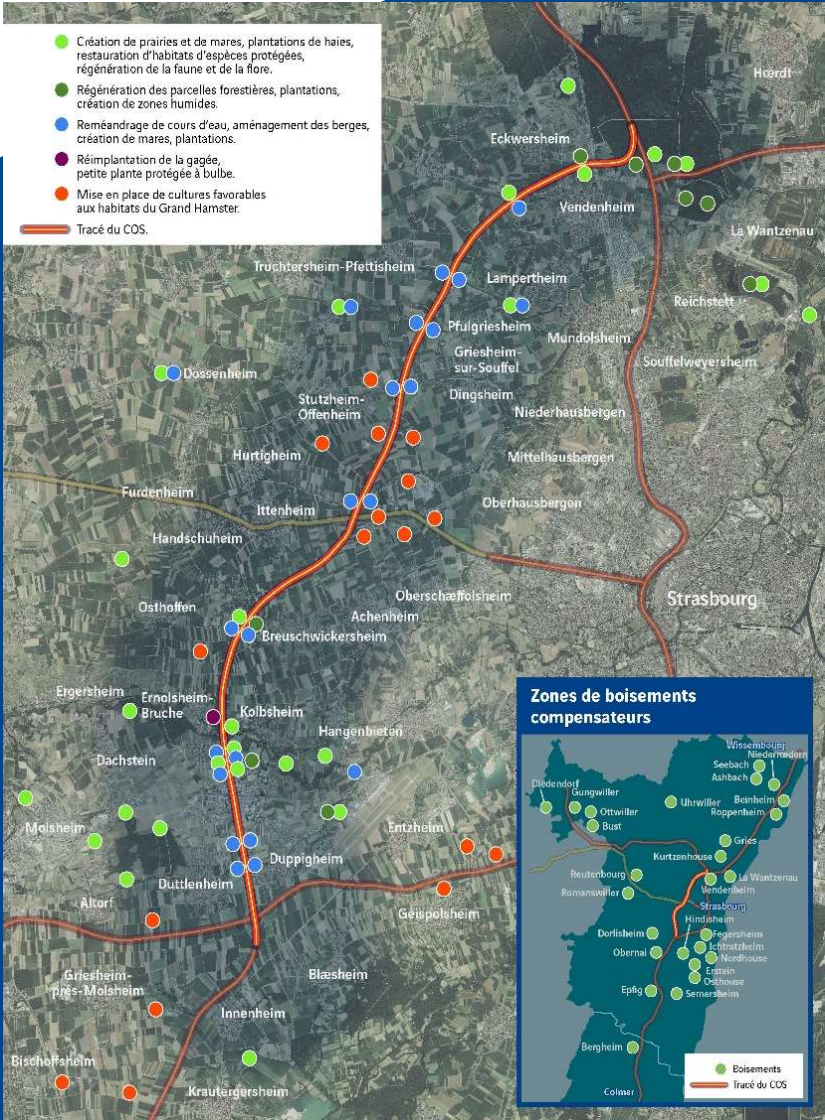 Création de prairies et de mares, plantations de haies,
restauration d'habitats d'espèces protégées,
régénération de la faune et de la flore.
Régénération des parcelles forestières, plantations,
création de zones humides.
Reméandrage de cours d'eau, aménagement des berges,
création de mares, plantations.
Réimplantation de la gagée,
petite plante protégée à bulbe.
Mise en place de cultures favorables
aux habitats du Grand Hamster.
Tracé du COS.
Hœrdt
Eckwersheim
Vendenheim
La Wantzenau
Truchtersheim-Pfettisheim
Lampertheim
Reichstett
Pfulgriesheim
Mundolsheim
Griesheim-
sur-Souffel
Souffelweyersheim
Dossenheim
Dingsheim
Stutzheim-
Offenheim
Niederhausbergen
Hurtigheim
Mittelhausbergen
Furdenheim
Ittenheim
Oberhausbergen
Handschuheim
Oberschæffolsheim
Strasbourg
Osthoffen
Achenheim
Breuschwickersheim
Ergersheim
Ernolsheim-
Bruche
Kolbsheim
Hangenbieten
Dachstein
Molsheim
Entzheim
Duppigheim
Duttlenheim
Altorf
Geispolsheim
Griesheim-
près-Molsheim
Blæsheim
Innenheim
Bischoffsheim
Krautergersheim
Zones de boisements
compensateurs
Wissembourg
Niederrœdern
Seebach
Ashbach
Diedendorf
Gungwiller
Uhrwiller
Beinheim
Ottwiller
Roppenheim
Bust
Gries
Kurtzenhouse
Reutenbourg
La Wantzenau
Romanswiller
Vendenheim
Strasbourg
Hindisheim
Dorlisheim
Fegersheim
Ichtratzheim
Obernai
Nordhouse
Erstein
Osthouse
Epfig
Semersheim
Bergheim
Colmar
Boisements
Tracé du COS